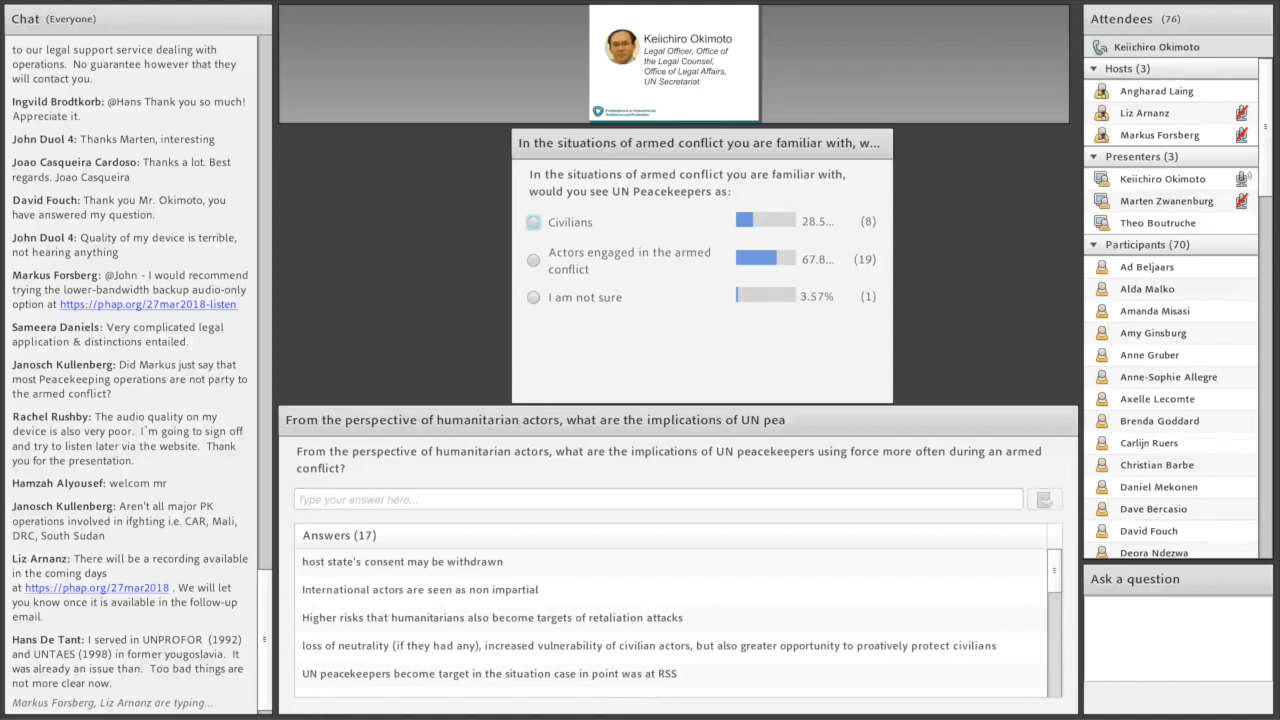 Chat (Everyone)
to our legal support service dealing with
operations. No guarantee however that they
will contact you.
Ingvild Brodtkorb: @Hans Thank you so much!
Appreciate it.
John Duol 4: Thanks Marten, interesting
Joao Casqueira Cardoso: Thanks a lot. Best
regards. Joao Casqueira
David Fouch: Thank you Mr. Okimoto, you
have answered my question.
John Duol 4: Quality of my device is terrible,
not hearing anything
Markus Forsberg: @John - I would recommend
trying the lower-bandwidth backup audio-only
option at https://phap.org/27mar2018-listen
Sameera Daniels: Very complicated legal
application & distinctions entailed.
Janosch Kullenberg: Did Markus just say that
most Peacekeeping operations are not party to
the armed conflict?
Rachel Rushby: The audio quality on my
device is also very poor. I´m going to sign off
and try to listen later via the website. Thank
you for the presentation.
Hamzah Alyousef: welcom mr
Janosch Kullenberg: Aren't all major PK
operations involved in ifghting i.e. CAR, Mali,
DRC, South Sudan
Liz Arnanz: There will be a recording available
in the coming days
at https://phap.org/27mar2018 . We will let
you know once it is available in the follow-up
email.
Hans De Tant: I served in UNPROFOR (1992)
and UNTAES (1998) in former yougoslavia. It
was already an issue than. Too bad things are
not more clear now.
Markus Forsberg, Liz Arnanz are typing...
Keiichiro Okimoto
Legal Officer, Office of
the Legal Counsel,
Office of Legal Affairs,
UN Secretariat
Professionals in Humanitarian
Assistance and Protection
In the situations of armed conflict you are familiar with, w...
In the situations of armed conflict you are familiar with,
would you see UN Peacekeepers as:
Civilians 28.5... (8)
Actors engaged in the armed
conflict 67.8... (19)
I am not sure 3.57% (1)
From the perspective of humanitarian actors, what are the implications of UN pea
From the perspective of humanitarian actors, what are the implications of UN peacekeepers using force more often during an armed
conflict?
Type your answer here...
Answers (17)
host state's consent may be withdrawn
International actors are seen as non impartial
Higher risks that humanitarians also become targets of retaliation attacks
loss of neutrality (if they had any), increased vulnerability of civilian actors, but also greater opportunity to proatively protect civilians
UN peacekeepers become target in the situation case in point was at RSS
Attendees (76)
Keiichiro Okimoto
Hosts (3)
Angharad Laing
Liz Arnanz
Markus Forsberg
Presenters (3)
Keiichiro Okimoto
Marten Zwanenburg
Theo Boutruche
Participants (70)
Ad Beljaars
Alda Malko
Amanda Misasi
Amy Ginsburg
Anne Gruber
Anne-Sophie Allegre
Axelle Lecomte
Brenda Goddard
Carlijn Ruers
Christian Barbe
Daniel Mekonen
Dave Bercasio
David Fouch
Deora Ndezwa
Ask a question